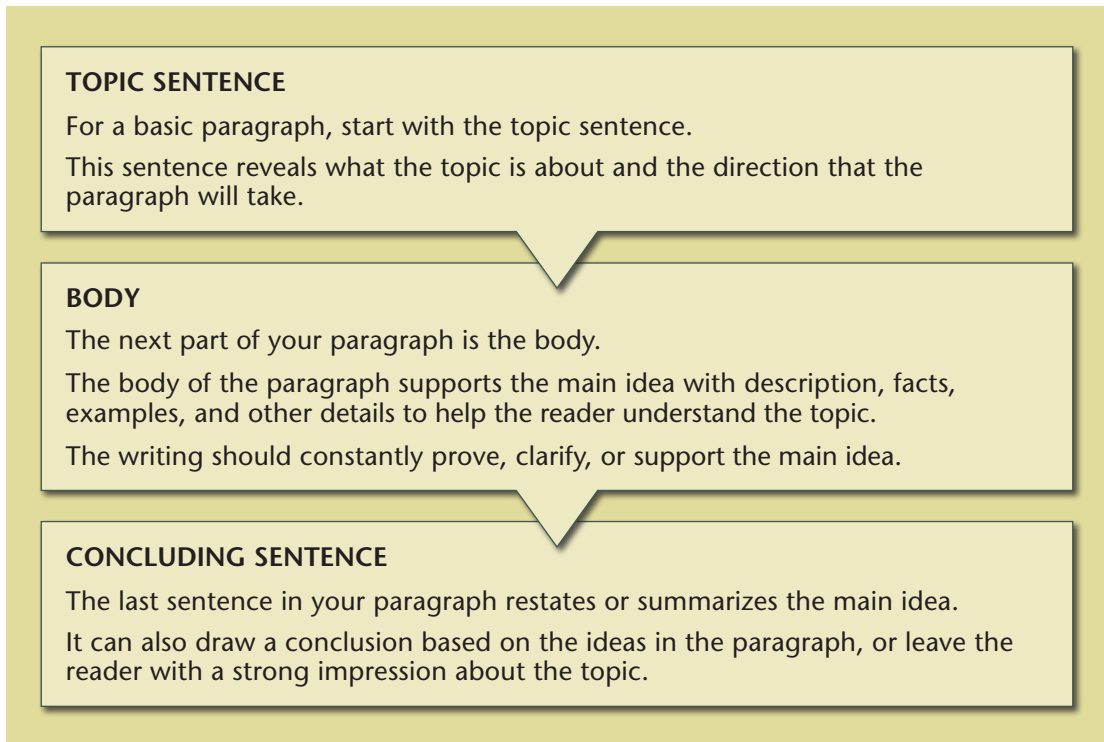 TOPIC SENTENCE
For a basic paragraph, start with the topic sentence.
This sentence reveals what the topic is about and the direction that the
paragraph will take.
BODY
The next part of your paragraph is the body.
The body of the paragraph supports the main idea with description, facts,
examples, and other details to help the reader understand the topic.
The writing should constantly prove, clarify, or support the main idea.
CONCLUDING SENTENCE
The last sentence in your paragraph restates or summarizes the main idea.
It can also draw a conclusion based on the ideas in the paragraph, or leave the
reader with a strong impression about the topic.